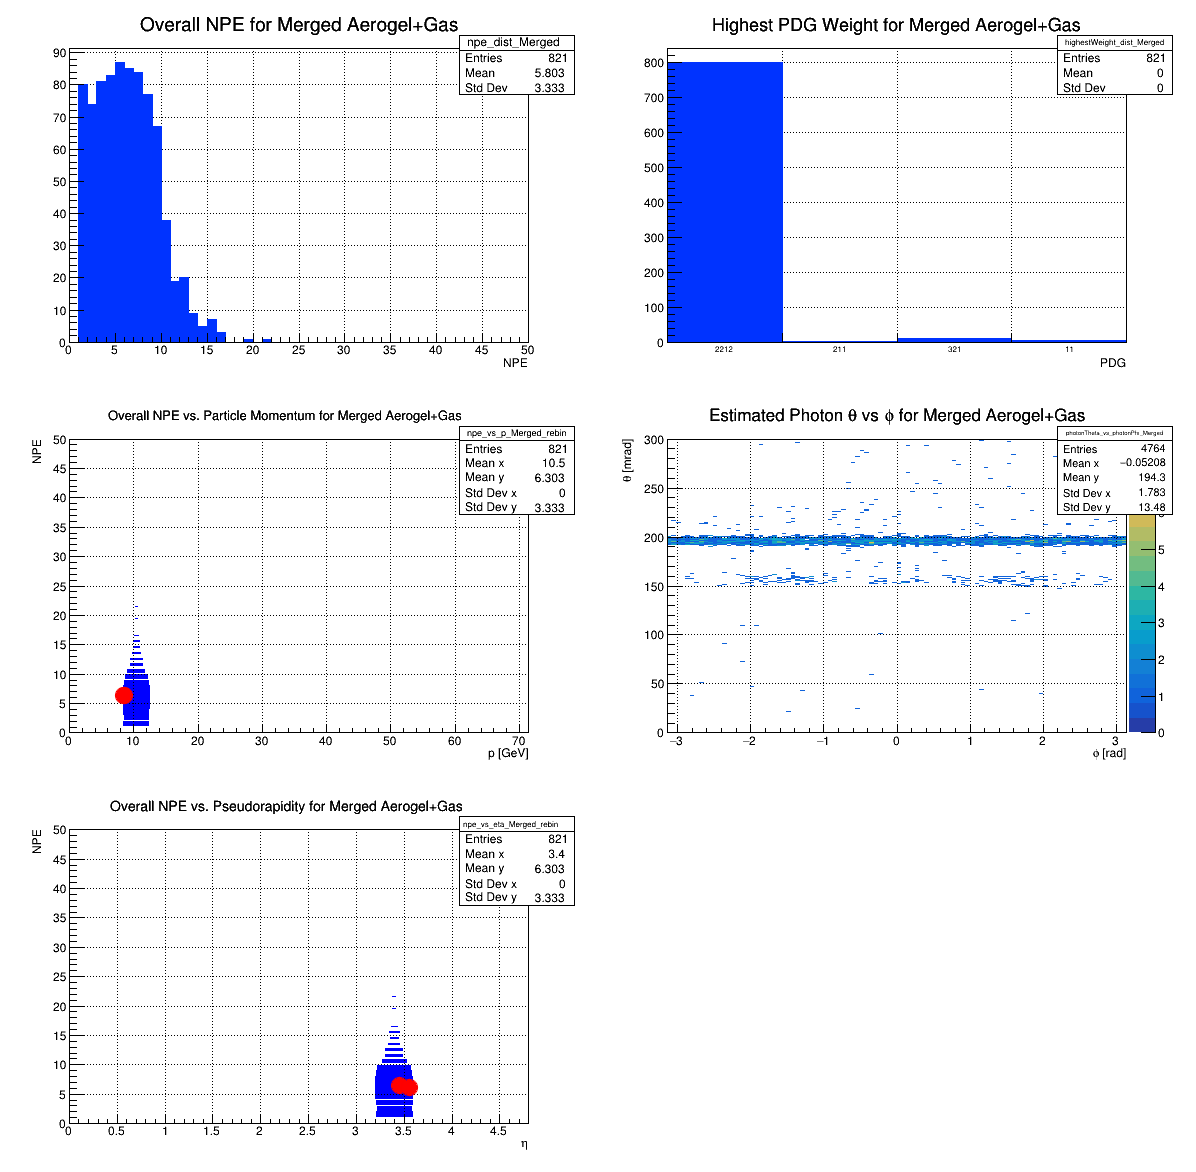 Overall NPE for Merged Aerogel+Gas
npe_dist_Merged
Entries 821
Mean 5.803
Std Dev 3.333
90
80
70
60
50
40
30
20
10
0
0 5 10 15 20 25 30 35 40 45 50
NPE
Highest PDG Weight for Merged Aerogel+Gas
highestWeight_dist_Merged
Entries 821
Mean 0
Std Dev 0
800
700
600
500
400
300
200
100
0
2212 211 321 11
PDG
Overall NPE vs. Particle Momentum for Merged Aerogel+Gas
npe_vs_p_Merged_rebin
Entries 821
Mean x 10.5
Mean y 6.303
Std Dev x 0
Std Dev y 3.333
NPE
50
45
40
35
30
25
20
15
10
5
0
0 10 20 30 40 50 60 70
p [GeV]
Estimated Photon θ vs ϕ for Merged Aerogel+Gas
photonTheta_vs_photonPhi_Merged
Entries 4764
Mean x −0.05208
Mean y 194.3
Std Dev x 1.783
Std Dev y 13.48
θ [mrad]
300
250
200
150
100
50
0
−3 −2 −1 0 1 2 3
ϕ [rad]
5
4
3
2
1
0
Overall NPE vs. Pseudorapidity for Merged Aerogel+Gas
npe_vs_eta_Merged_rebin
Entries 821
Mean x 3.4
Mean y 6.303
Std Dev x 0
Std Dev y 3.333
NPE
50
45
40
35
30
25
20
15
10
5
0
0 0.5 1 1.5 2 2.5 3 3.5 4 4.5
η